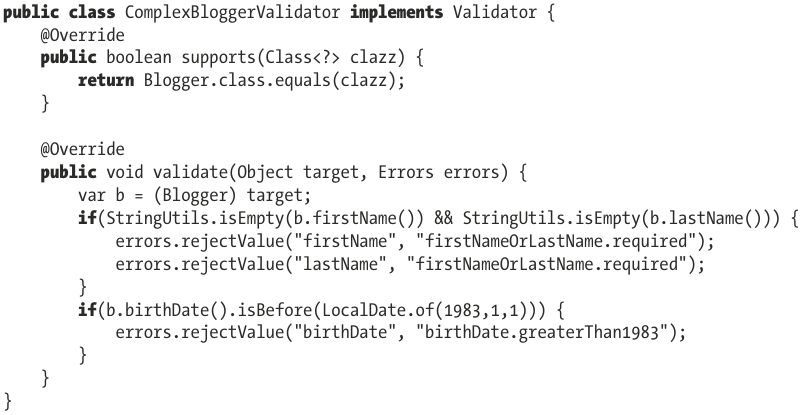 public class ComplexBloggerValidator implements Validator {
    @Override
    public boolean supports(Class<?> clazz) {
        return Blogger.class.equals(clazz);
    }

    @Override
    public void validate(Object target, Errors errors) {
        var b = (Blogger) target;
        if(StringUtils.isEmpty(b.firstName()) && StringUtils.isEmpty(b.lastName())) {
            errors.rejectValue("firstName", "firstNameOrLastName.required");
            errors.rejectValue("lastName", "firstNameOrLastName.required");
        }
        if(b.birthDate().isBefore(LocalDate.of(1983,1,1))) {
            errors.rejectValue("birthDate", "birthDate.greaterThan1983");
        }
    }
}